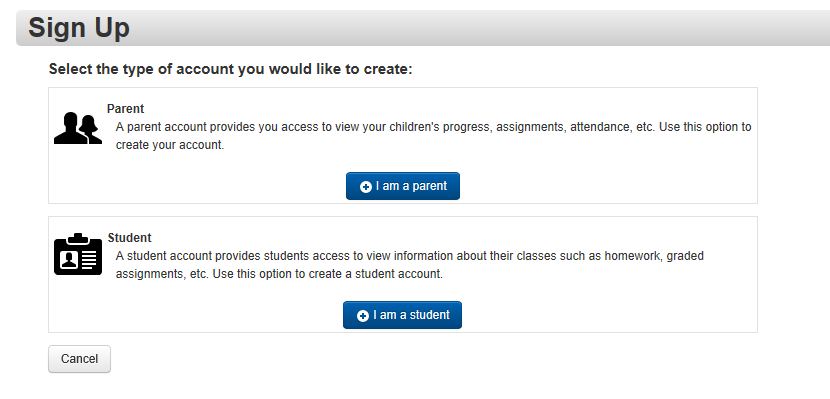 Sign Up
Select the type of account you would like to create:
Parent
A parent account provides you access to view your children's progress, assignments, attendance, etc. Use this option to
create your account.
I am a parent
Student
A student account provides students access to view information about their classes such as homework, graded
assignments, etc. Use this option to create a student account.
I am a student
Cancel